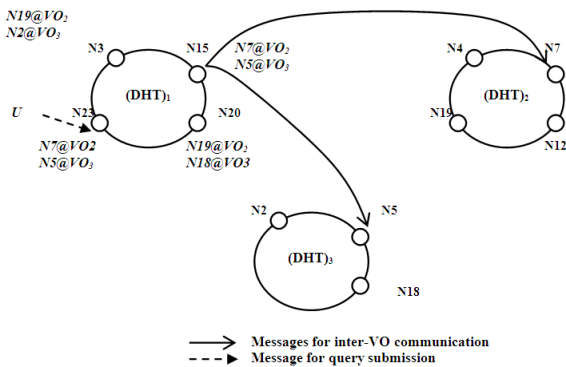 N19@VO2
N2@VO3
N3
N15
N7@VO2
N5@VO3
N4
N7
(DHT)1
(DHT)2
U
N23
N20
N19
N12
N7@VO2
N5@VO3
N19@VO2
N18@VO3
N2
N5
(DHT)3
N18
Messages for inter-VO communication
Message for query submission